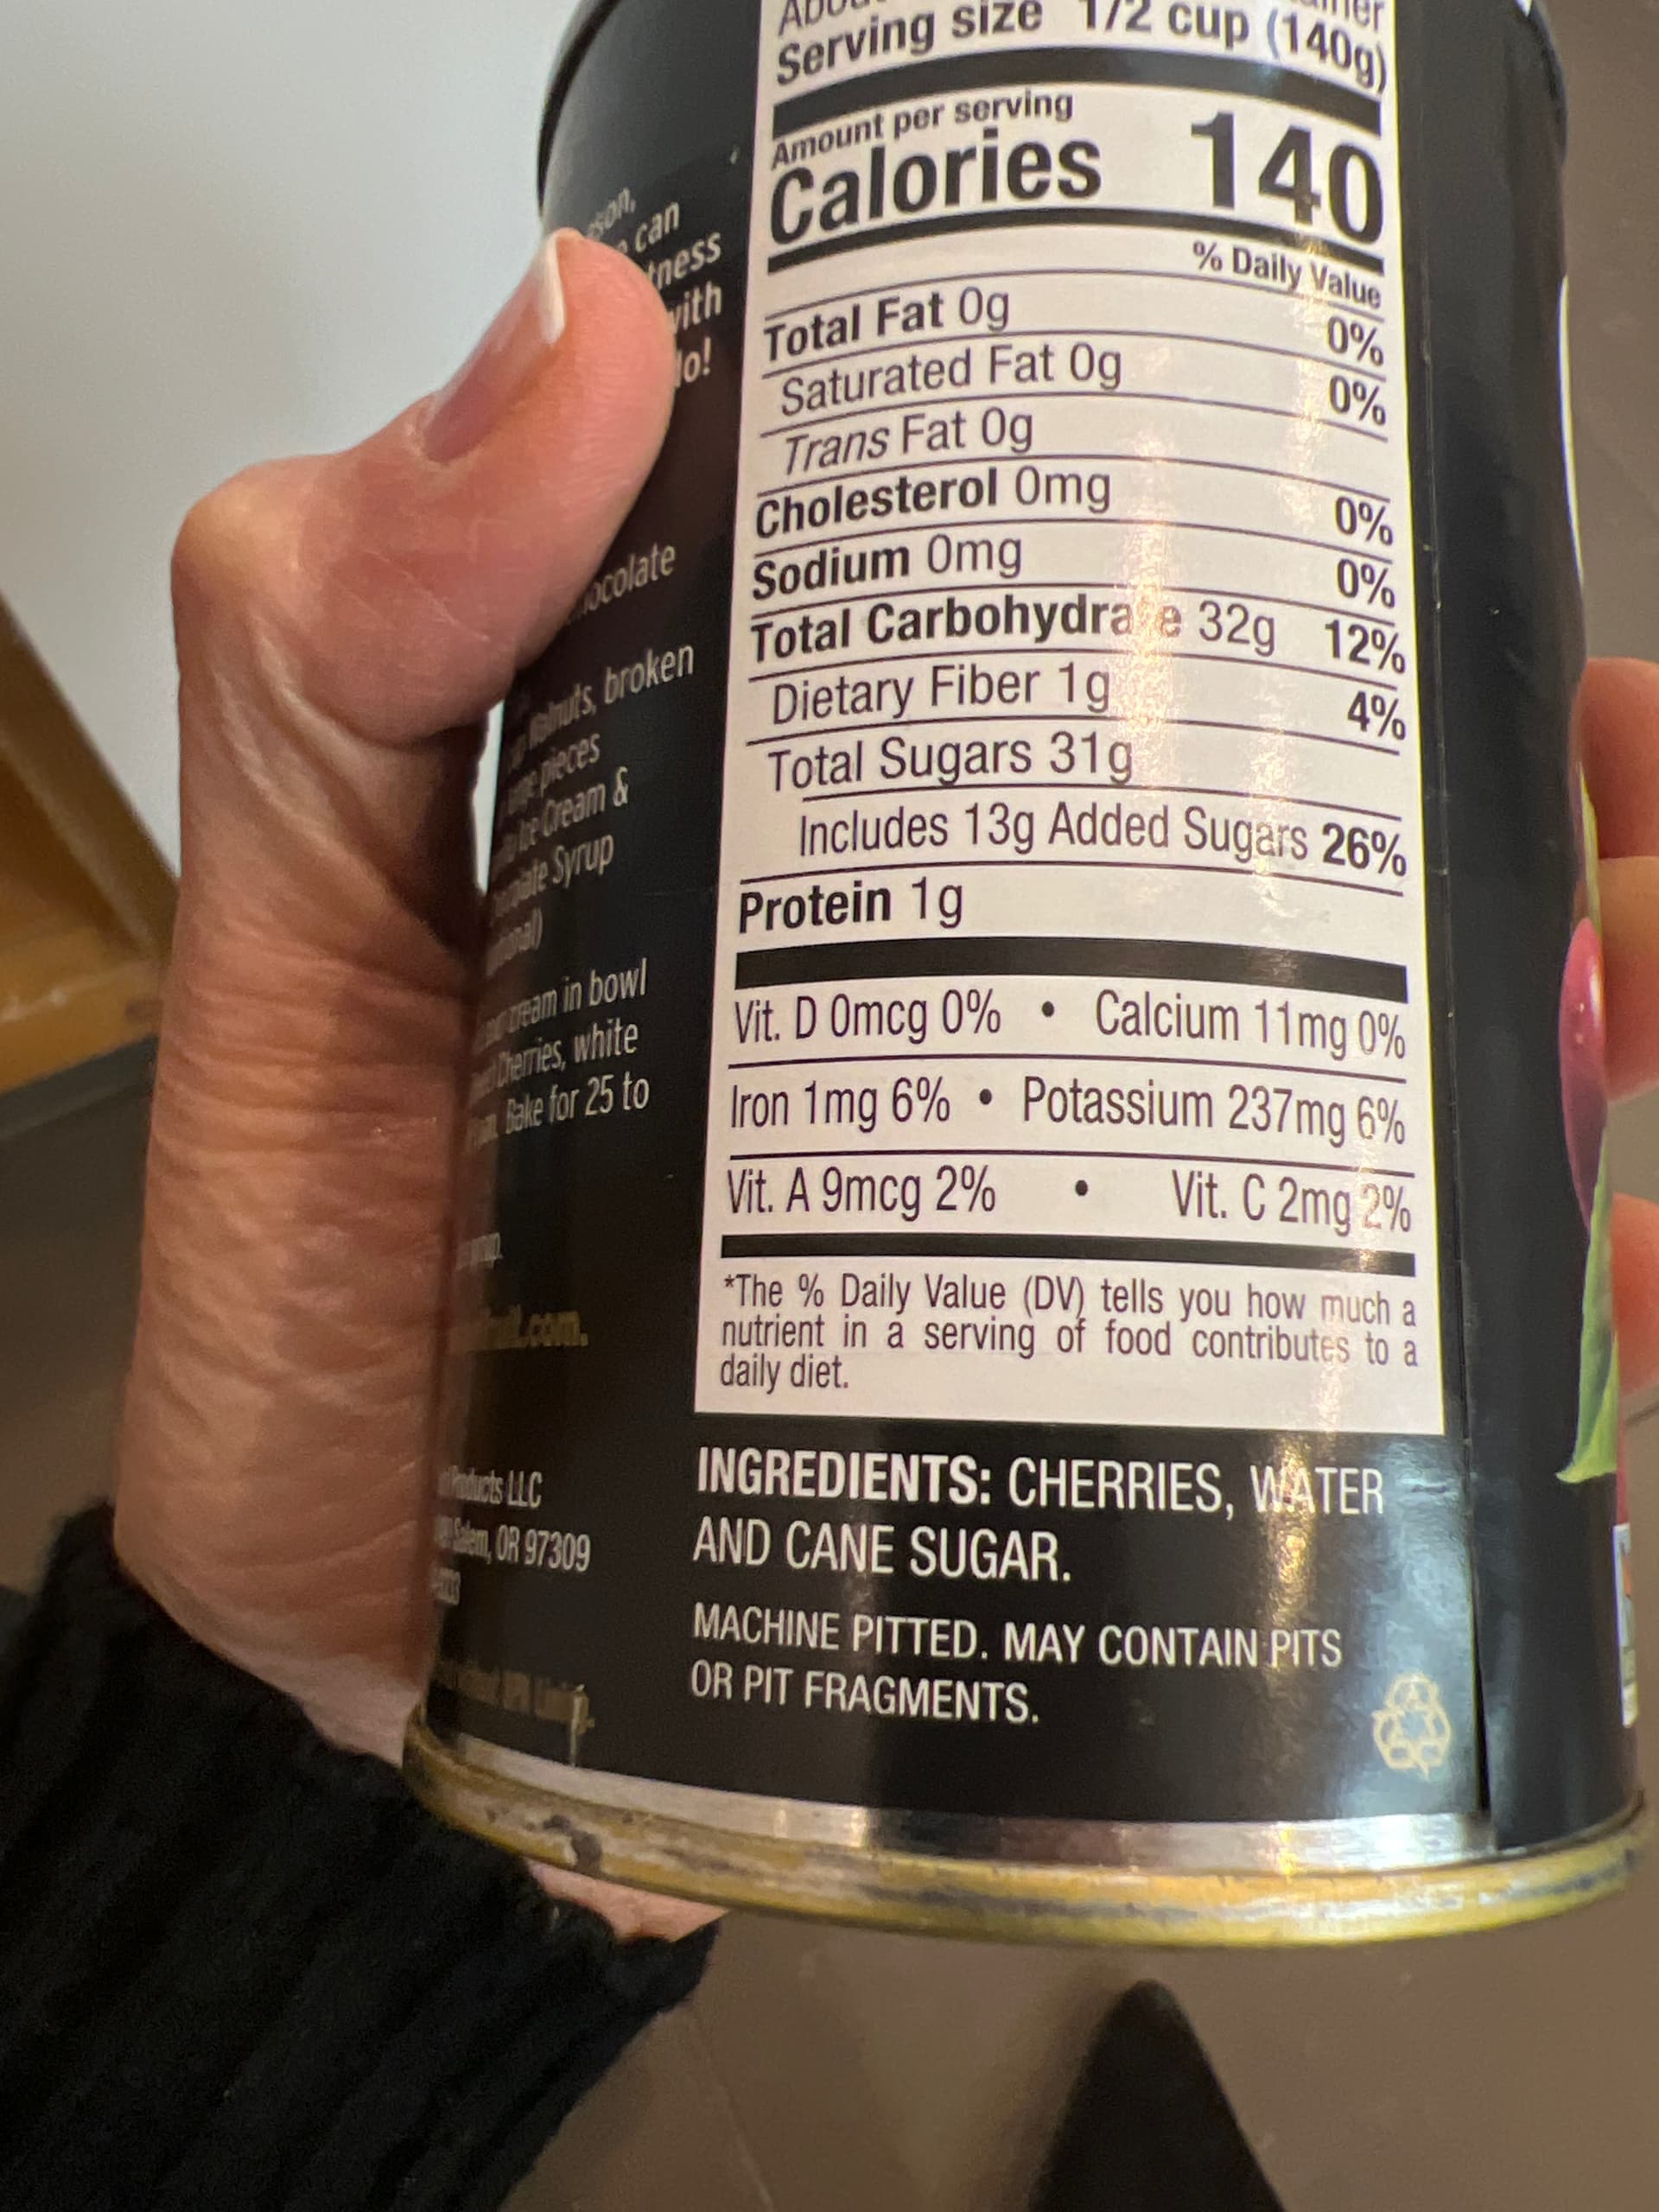 Serving size 1/2 cup (140g)
Amount per serving
Calories 140
% Daily Value
Total Fat 0g 0%
Saturated Fat 0g 0%
Trans Fat 0g
Cholesterol 0mg 0%
Sodium 0mg 0%
Total Carbohydrate 32g 12%
Dietary Fiber 1g 4%
Total Sugars 31g
Includes 13g Added Sugars 26%
Protein 1g
Vit. D 0mcg 0% • Calcium 11mg 0%
Iron 1mg 6% • Potassium 237mg 6%
Vit. A 9mcg 2% • Vit. C 2mg 2%
*The % Daily Value (DV) tells you how much a
nutrient in a serving of food contributes to a
daily diet.
INGREDIENTS: CHERRIES, WATER
AND CANE SUGAR.
MACHINE PITTED. MAY CONTAIN PITS
OR PIT FRAGMENTS.
can
with
Walnuts, broken
pieces
Ice Cream &
Syrup
in bowl
Cherries, white
Bake for 25 to
Products LLC
Salem, OR 97309